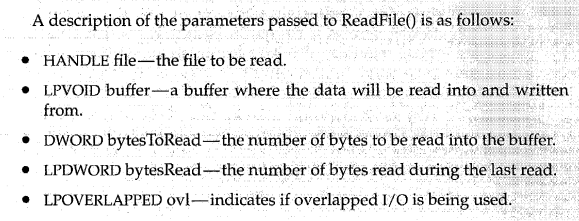 A description of the parameters passed to ReadFile() is as follows:
• HANDLE file—the file to be read.
• LPVOID buffer—a buffer where the data will be read into and written
from.
• DWORD bytesToRead—the number of bytes to be read into the buffer.
• LPDWORD bytesRead—the number of bytes read during the last read.
• LPOVERLAPPED ovl—indicates if overlapped I/O is being used.